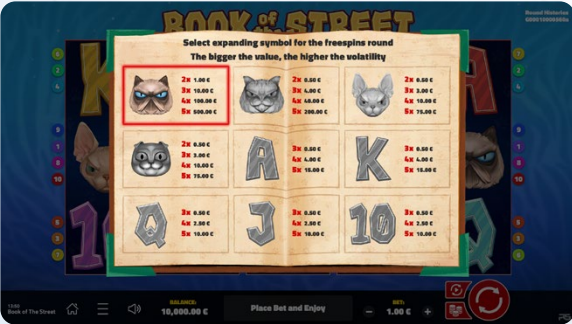 BOOK OF THE STREET
Select expanding symbol for the freespins round
The bigger the value, the higher the volatility
2x 1.00 €
3x 10.00 €
4x 100.00 €
5x 500.00 €
2x 0.50 €
3x 4.00 €
4x 40.00 €
5x 200.00 €
2x 0.50 €
3x 3.00 €
4x 10.00 €
5x 75.00 €
2x 0.50 €
3x 3.00 €
4x 10.00 €
5x 75.00 €
A
3x 0.50 €
4x 4.00 €
5x 15.00 €
K
3x 0.50 €
4x 4.00 €
5x 15.00 €
Q
3x 0.50 €
4x 2.50 €
5x 10.00 €
J
3x 0.50 €
4x 2.50 €
5x 10.00 €
10
3x 0.50 €
4x 2.50 €
5x 10.00 €
Book of The Street
BALANCE:
10,000.00 €
Place Bet and Enjoy
BET:
1.00 €